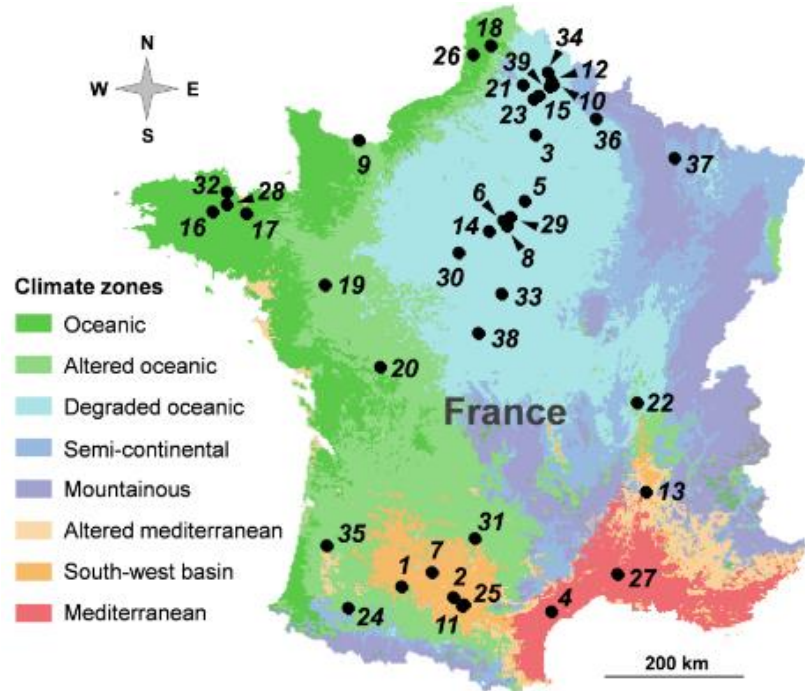 N
W E
S
18
26
34
39
12
21
23
15
10
36
3
37
9
32
28
16
17
5
6
14
29
8
30
33
38
19
20
Climate zones
Oceanic
Altered oceanic
Degraded oceanic
Semi-continental
Mountainous
Altered mediterranean
South-west basin
Mediterranean
France
22
13
31
35
7
1
2
25
11
24
27
4
200 km